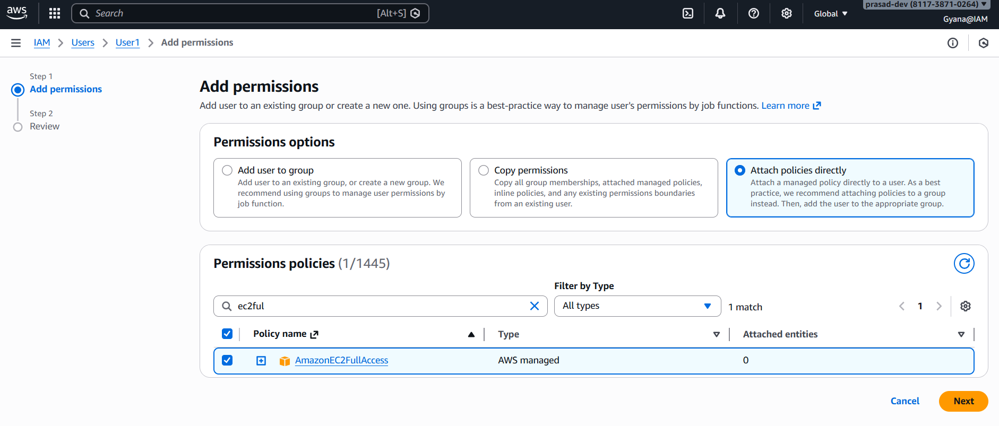 aws
Search [Alt+S]
Global
prasad-dev (8117-3871-0264)
Gyana@IAM
IAM Users User1 Add permissions
Step 1
Add permissions
Step 2
Review
Add permissions
Add user to an existing group or create a new one. Using groups is a best-practice way to manage user's permissions by job functions. Learn more
Permissions options
Add user to group
Add user to an existing group, or create a new group. We
recommend using groups to manage user permissions by
job function.
Copy permissions
Copy all group memberships, attached managed policies,
inline policies, and any existing permissions boundaries
from an existing user.
Attach policies directly
Attach a managed policy directly to a user. As a best
practice, we recommend attaching policies to a group
instead. Then, add the user to the appropriate group.
Permissions policies (1/1445)
Filter by Type
ec2ful
All types
1 match
1
Policy name Type Attached entities
AmazonEC2FullAccess AWS managed 0
Cancel Next